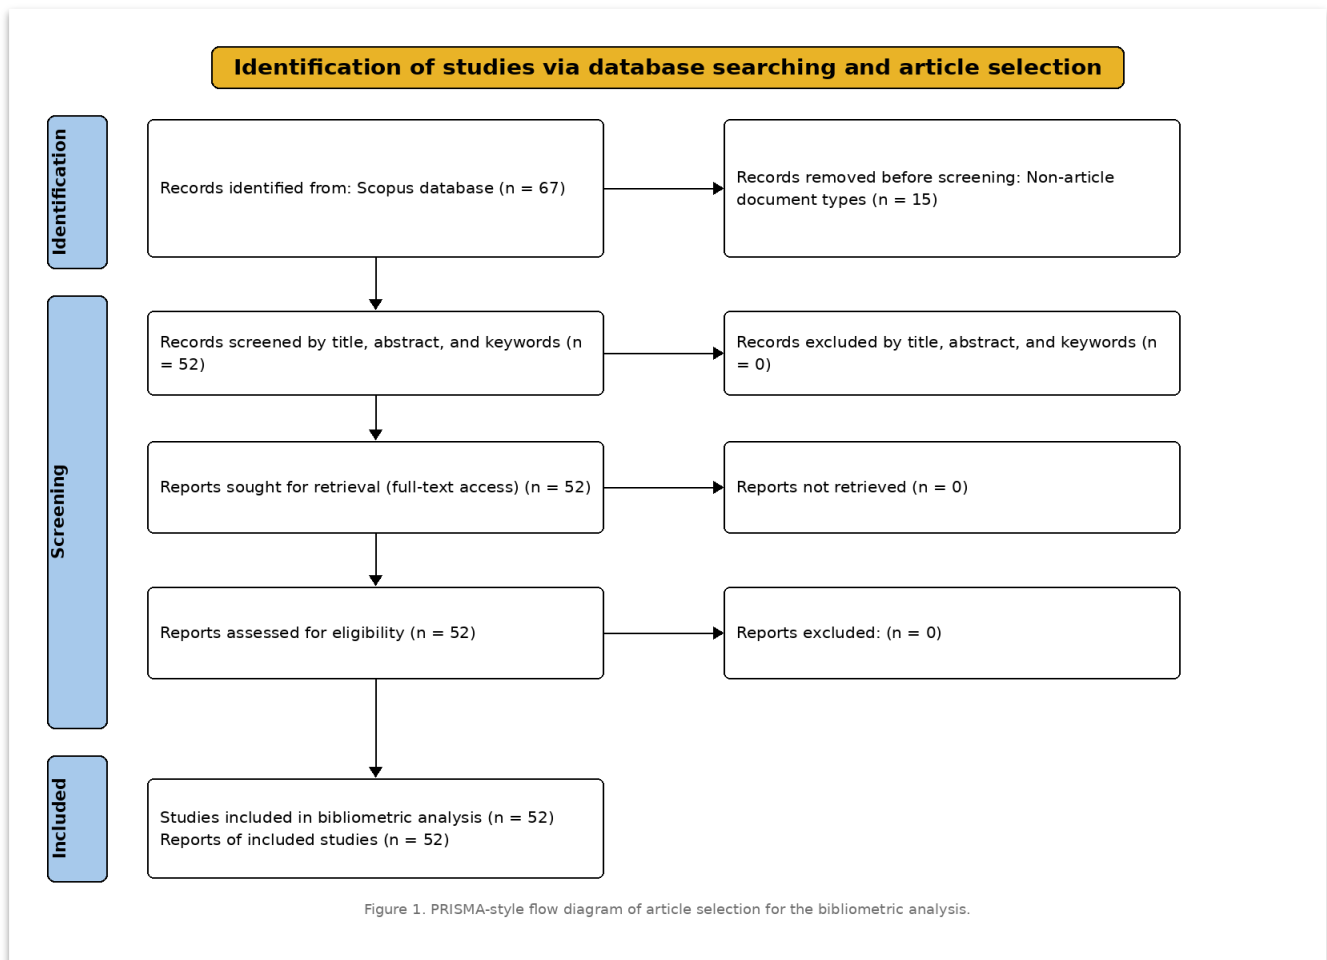 Identification of studies via database searching and article selection
Identification
Records identified from: Scopus database (n = 67)
Records removed before screening: Non-article
document types (n = 15)
Screening
Records screened by title, abstract, and keywords (n
= 52)
Records excluded by title, abstract, and keywords (n
= 0)
Reports sought for retrieval (full-text access) (n = 52)
Reports not retrieved (n = 0)
Reports assessed for eligibility (n = 52)
Reports excluded: (n = 0)
Included
Studies included in bibliometric analysis (n = 52)
Reports of included studies (n = 52)
Figure 1. PRISMA-style flow diagram of article selection for the bibliometric analysis.